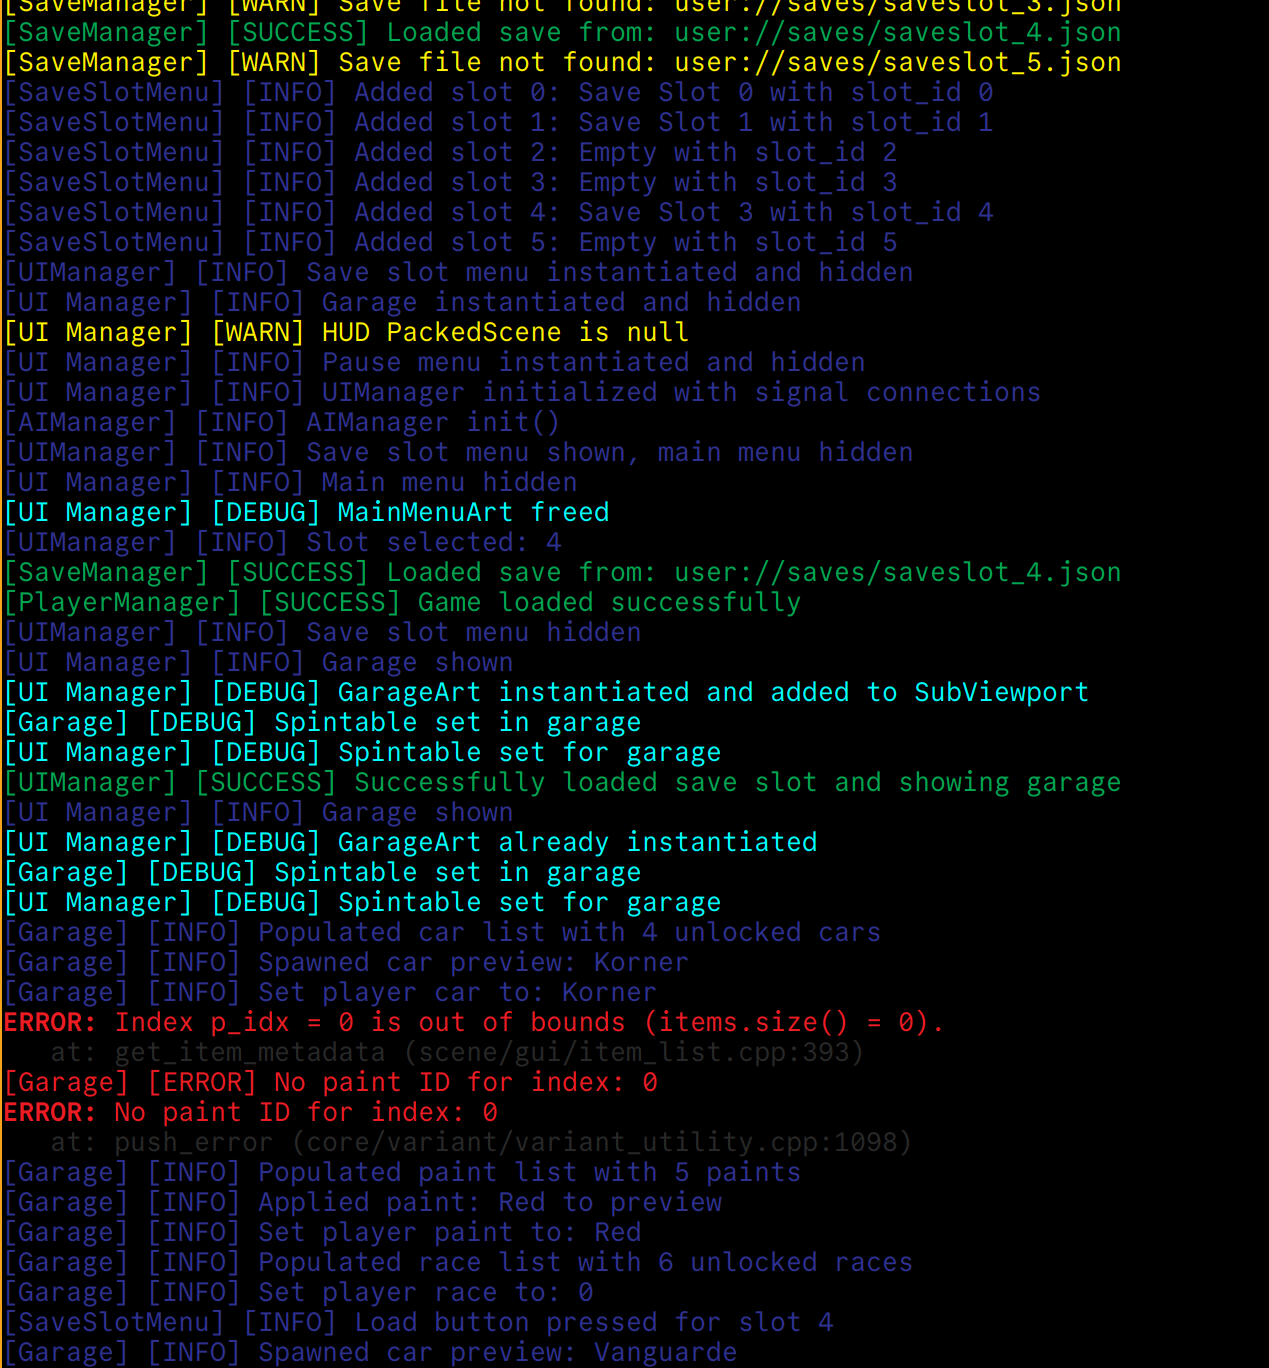 [SaveManager] [WARN] Save file not found: user://saves/saveslot_3.json
[SaveManager] [SUCCESS] Loaded save from: user://saves/saveslot_4.json
[SaveManager] [WARN] Save file not found: user://saves/saveslot_5.json
[SaveSlotMenu] [INFO] Added slot 0: Save Slot 0 with slot_id 0
[SaveSlotMenu] [INFO] Added slot 1: Save Slot 1 with slot_id 1
[SaveSlotMenu] [INFO] Added slot 2: Empty with slot_id 2
[SaveSlotMenu] [INFO] Added slot 3: Empty with slot_id 3
[SaveSlotMenu] [INFO] Added slot 4: Save Slot 3 with slot_id 4
[SaveSlotMenu] [INFO] Added slot 5: Empty with slot_id 5
[UIManager] [INFO] Save slot menu instantiated and hidden
[UI Manager] [INFO] Garage instantiated and hidden
[UI Manager] [WARN] HUD PackedScene is null
[UI Manager] [INFO] Pause menu instantiated and hidden
[UI Manager] [INFO] UIManager initialized with signal connections
[AIManager] [INFO] AIManager init()
[UIManager] [INFO] Save slot menu shown, main menu hidden
[UI Manager] [INFO] Main menu hidden
[UI Manager] [DEBUG] MainMenuArt freed
[UIManager] [INFO] Slot selected: 4
[SaveManager] [SUCCESS] Loaded save from: user://saves/saveslot_4.json
[PlayerManager] [SUCCESS] Game loaded successfully
[UIManager] [INFO] Save slot menu hidden
[UI Manager] [INFO] Garage shown
[UI Manager] [DEBUG] GarageArt instantiated and added to SubViewport
[Garage] [DEBUG] Spintable set in garage
[UI Manager] [DEBUG] Spintable set for garage
[UIManager] [SUCCESS] Successfully loaded save slot and showing garage
[UI Manager] [INFO] Garage shown
[UI Manager] [DEBUG] GarageArt already instantiated
[Garage] [DEBUG] Spintable set in garage
[UI Manager] [DEBUG] Spintable set for garage
[Garage] [INFO] Populated car list with 4 unlocked cars
[Garage] [INFO] Spawned car preview: Korner
[Garage] [INFO] Set player car to: Korner
ERROR: Index p_idx = 0 is out of bounds (items.size() = 0).
at: get_item_metadata (scene/gui/item_list.cpp:393)
[Garage] [ERROR] No paint ID for index: 0
ERROR: No paint ID for index: 0
at: push_error (core/variant/variant_utility.cpp:1098)
[Garage] [INFO] Populated paint list with 5 paints
[Garage] [INFO] Applied paint: Red to preview
[Garage] [INFO] Set player paint to: Red
[Garage] [INFO] Populated race list with 6 unlocked races
[Garage] [INFO] Set player race to: 0
[SaveSlotMenu] [INFO] Load button pressed for slot 4
[Garage] [INFO] Spawned car preview: Vanguarde